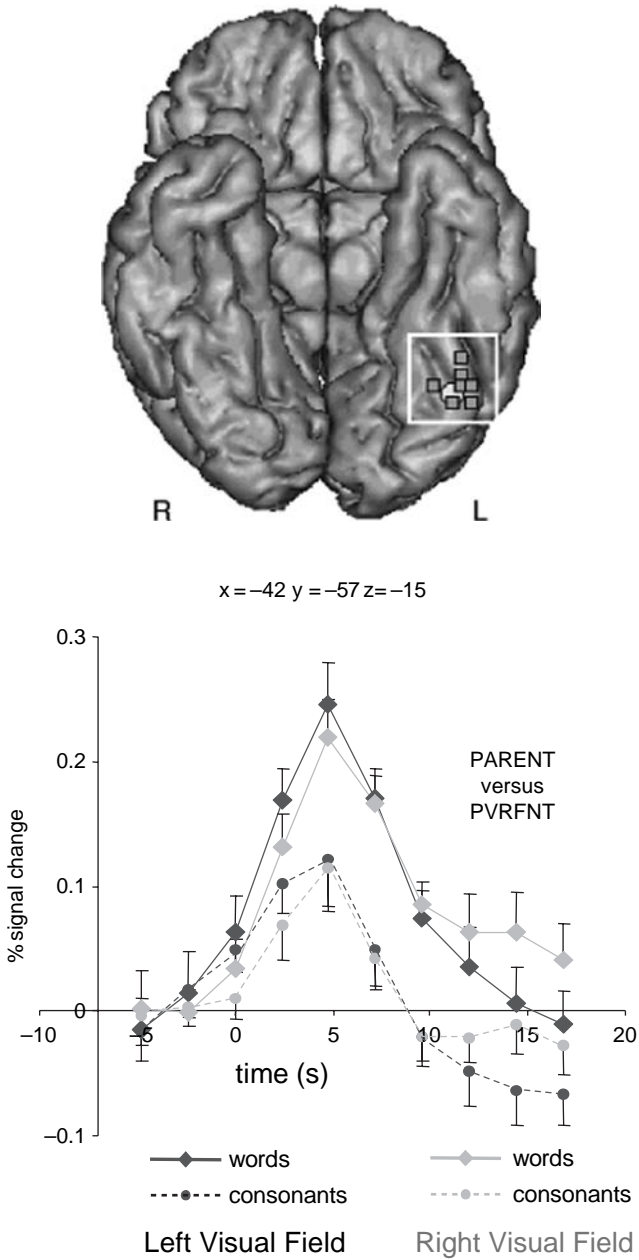 R L
x = –42 y = –57 z= –15
0.3
0.2
0.1
0
–0.1
% signal change
–10 –5 0 5 10 15 20
time (s)
PARENT
versus
PVRFNT
words words
consonants consonants
Left Visual Field Right Visual Field